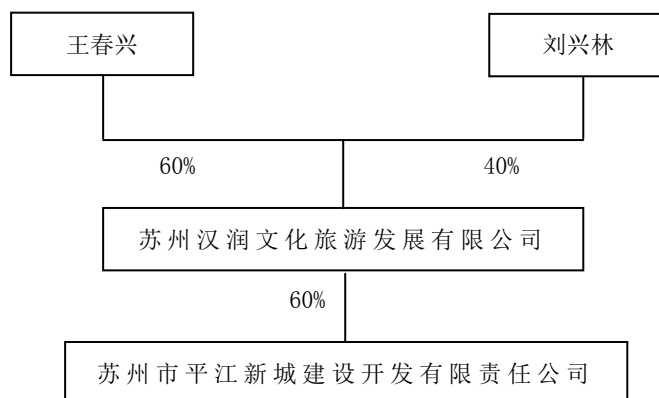 王春兴
刘兴林
60%
40%
苏州汉润文化旅游发展有限公司
60%
苏州市平江新城建设开发有限责任公司